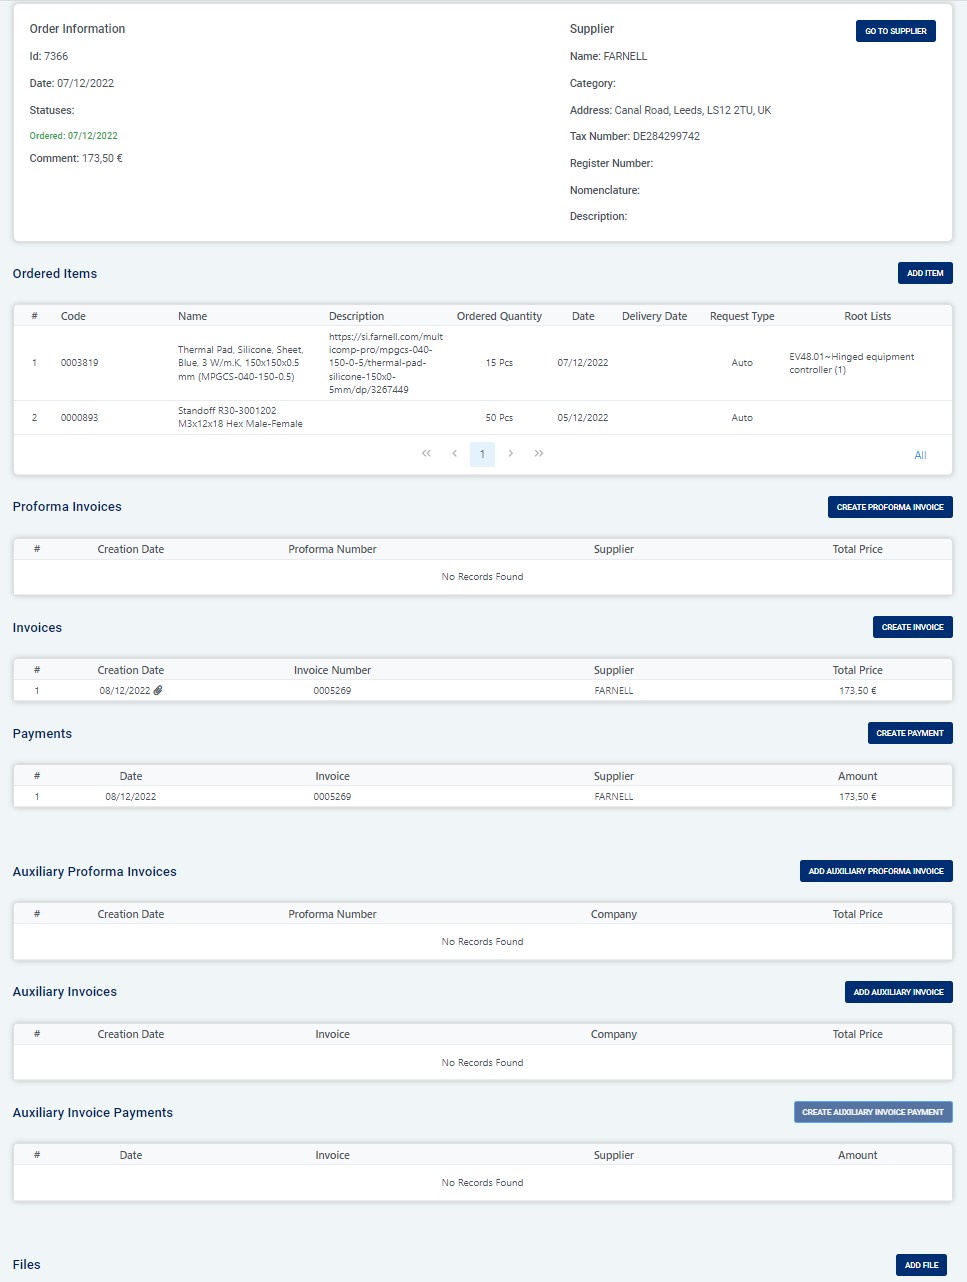 Order Information
Id: 7366
Date: 07/12/2022
Statuses:
Ordered: 07/12/2022
Comment: 173,50 €
Supplier
GO TO SUPPLIER
Name: FARNELL
Category:
Address: Canal Road, Leeds, LS12 2TU, UK
Tax Number: DE284299742
Register Number:
Nomenclature:
Description:
Ordered Items
ADD ITEM
# Code Name Description Ordered Quantity Date Delivery Date Request Type Root Lists
1 0003819
Thermal Pad, Silicone, Sheet,
Blue, 3 W/m.K, 150x150x0.5
mm (MPGCS-040-150-0.5)
https://si.farnell.com/mult
icomp-pro/mpgcs-040-
150-0-5/thermal-pad-
silicone-150x0-
5mm/dp/3267449
15 Pcs 07/12/2022 Auto
EV48.01~Hinged equipment
controller (1)
2 0000893
Standoff R30-3001202
M3x12x18 Hex Male-Female
50 Pcs 05/12/2022 Auto
« ‹ 1 › »
All
Proforma Invoices
CREATE PROFORMA INVOICE
# Creation Date Proforma Number Supplier Total Price
No Records Found
Invoices
CREATE INVOICE
# Creation Date Invoice Number Supplier Total Price
1 08/12/2022 0005269 FARNELL 173,50 €
Payments
CREATE PAYMENT
# Date Invoice Supplier Amount
1 08/12/2022 0005269 FARNELL 173,50 €
Auxiliary Proforma Invoices
ADD AUXILIARY PROFORMA INVOICE
# Creation Date Proforma Number Company Total Price
No Records Found
Auxiliary Invoices
ADD AUXILIARY INVOICE
# Creation Date Invoice Company Total Price
No Records Found
Auxiliary Invoice Payments
CREATE AUXILIARY INVOICE PAYMENT
# Date Invoice Supplier Amount
No Records Found
Files
ADD FILE